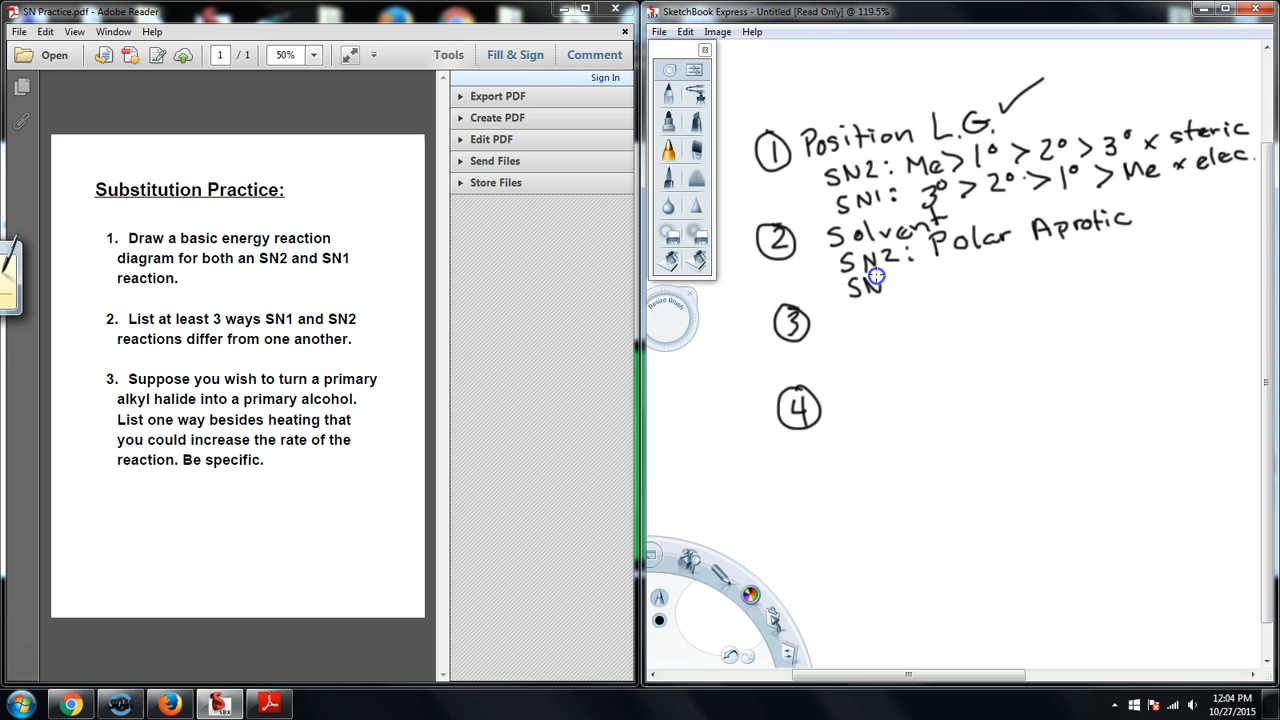 SN Practice.pdf - Adobe Reader
File Edit View Window Help
Open 1 / 1 50% Tools Fill & Sign Comment
Sign In
Export PDF
Create PDF
Edit PDF
Send Files
Store Files
Substitution Practice:
1. Draw a basic energy reaction
diagram for both an SN2 and SN1
reaction.
2. List at least 3 ways SN1 and SN2
reactions differ from one another.
3. Suppose you wish to turn a primary
alkyl halide into a primary alcohol.
List one way besides heating that
you could increase the rate of the
reaction. Be specific.
SketchBook Express - Untitled [Read Only] @ 119.5%
File Edit Image Help
① Position L.G. ✓
SN2: Me > 1° > 2° > 3° x steric
SN1: 3° > 2° > 1° > Me x elec.
② Solvent
SN2: Polar Aprotic
SN
③
④
Resize Brush
12:04 PM
10/27/2015